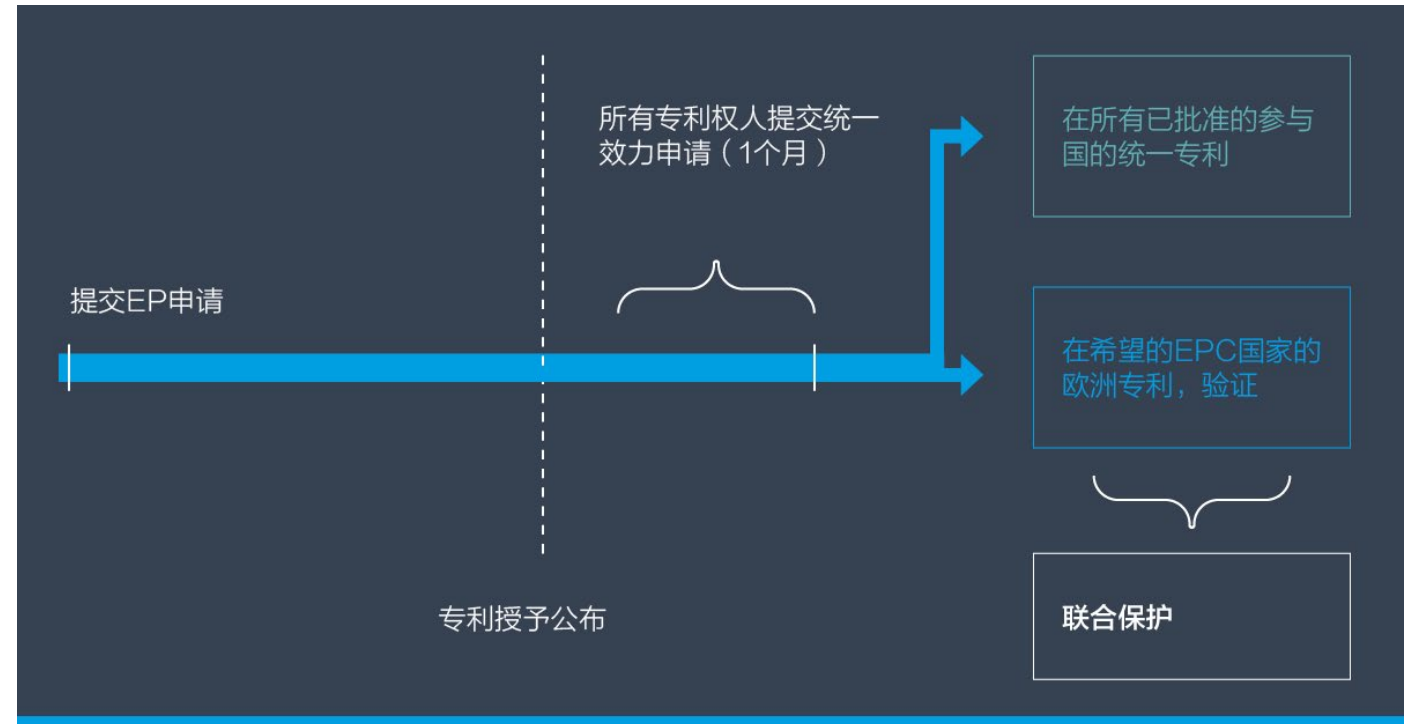 所有专利权人提交统一
效力申请（1个月）
在所有已批准的参与
国的统一专利
提交EP申请
在希望的EPC国家的
欧洲专利，验证
专利授予公布
联合保护